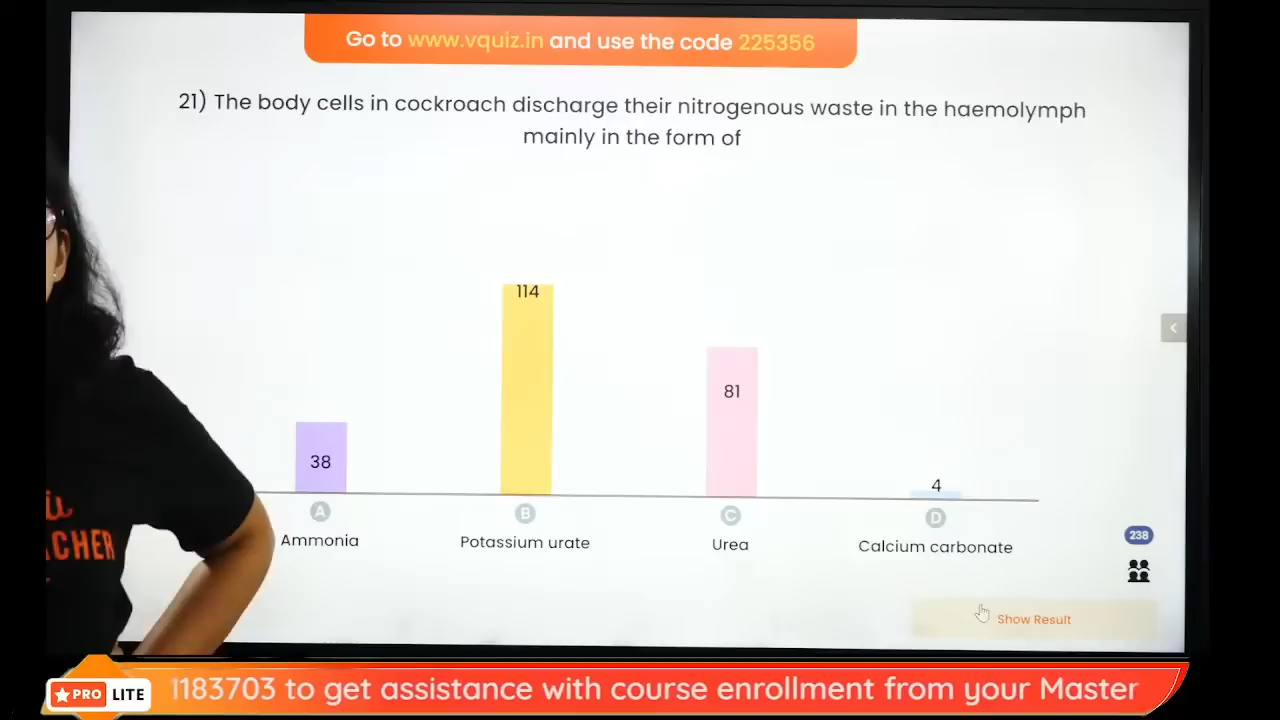 Go to www.vquiz.in and use the code 225356
21) The body cells in cockroach discharge their nitrogenous waste in the haemolymph
mainly in the form of
114
81
38
4
A
B
C
D
Ammonia
Potassium urate
Urea
Calcium carbonate
238
Show Result
CHER
PRO LITE
1183703 to get assistance with course enrollment from your Master